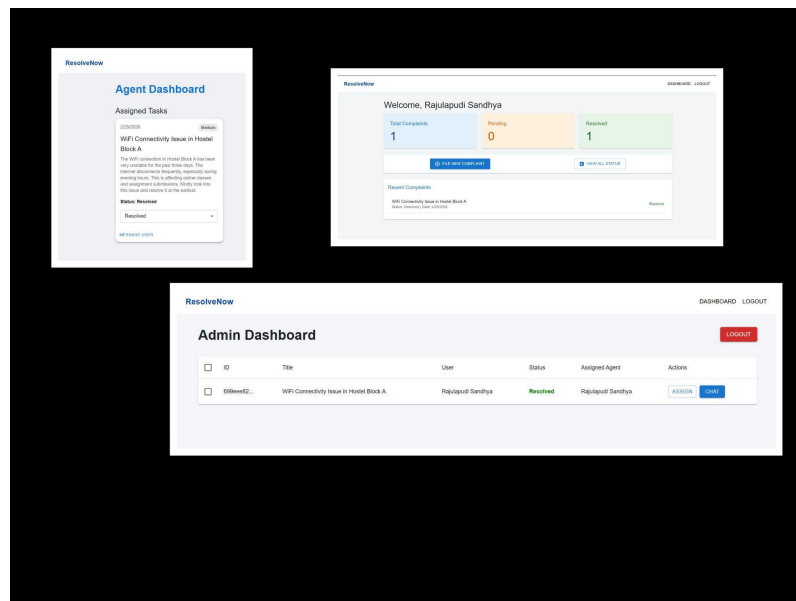 ResolveNow
Agent Dashboard
Assigned Tasks
2/25/2026 Medium
WiFi Connectivity Issue in Hostel
Block A
The WiFi connection in Hostel Block A has been
very unstable for the past three days. The
internet disconnects frequently, especially during
evening hours. This is affecting online classes
and assignment submissions. Kindly look into
this issue and resolve it at the earliest.
Status: Resolved
Resolved
MESSAGE USER
ResolveNow DASHBOARD LOGOUT
Welcome, Rajulapudi Sandhya
Total Complaints Pending Resolved
1 0 1
FILE NEW COMPLAINT VIEW ALL STATUS
Recent Complaints
WiFi Connectivity Issue in Hostel Block A Resolved
Status: Resolved | Date: 2/25/2026
ResolveNow DASHBOARD LOGOUT
Admin Dashboard LOGOUT
ID Title User Status Assigned Agent Actions
699eee82... WiFi Connectivity Issue in Hostel Block A Rajulapudi Sandhya Resolved Rajulapudi Sandhya ASSIGN CHAT